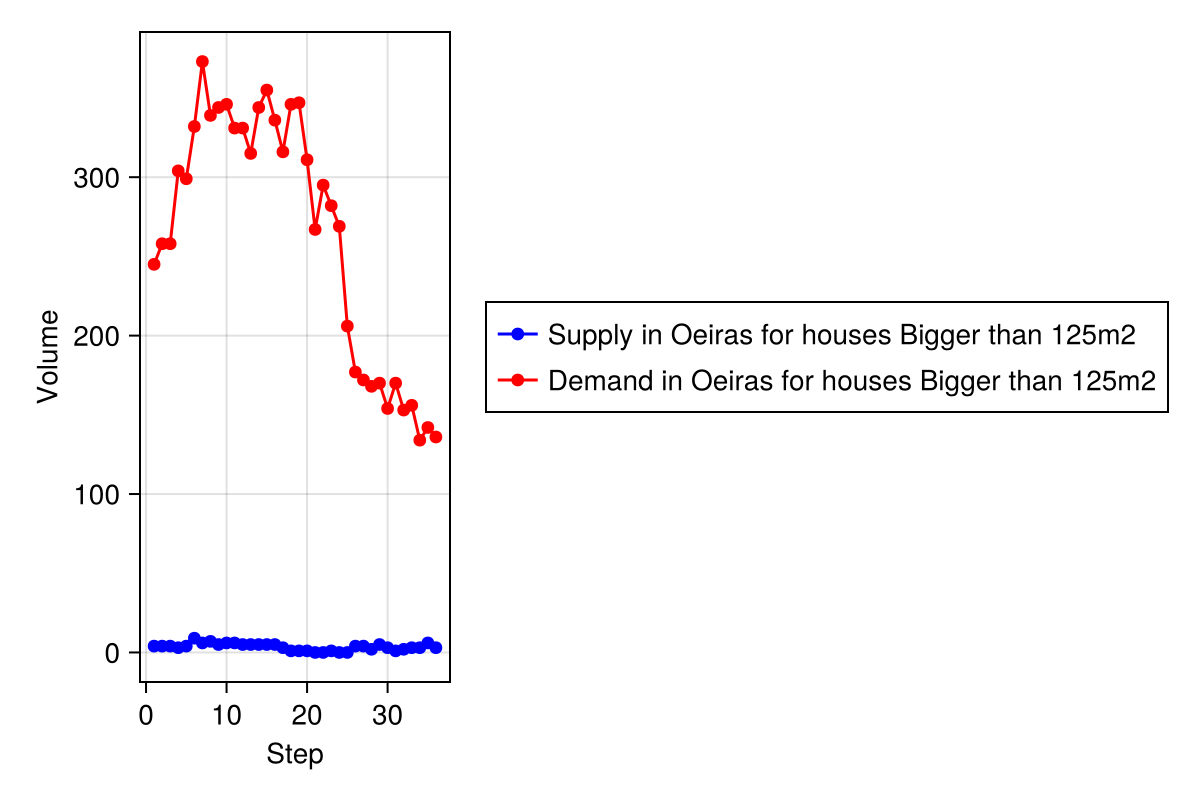 300
200
100
0
Volume
0 10 20 30
Step
Supply in Oeiras for houses Bigger than 125m2
Demand in Oeiras for houses Bigger than 125m2